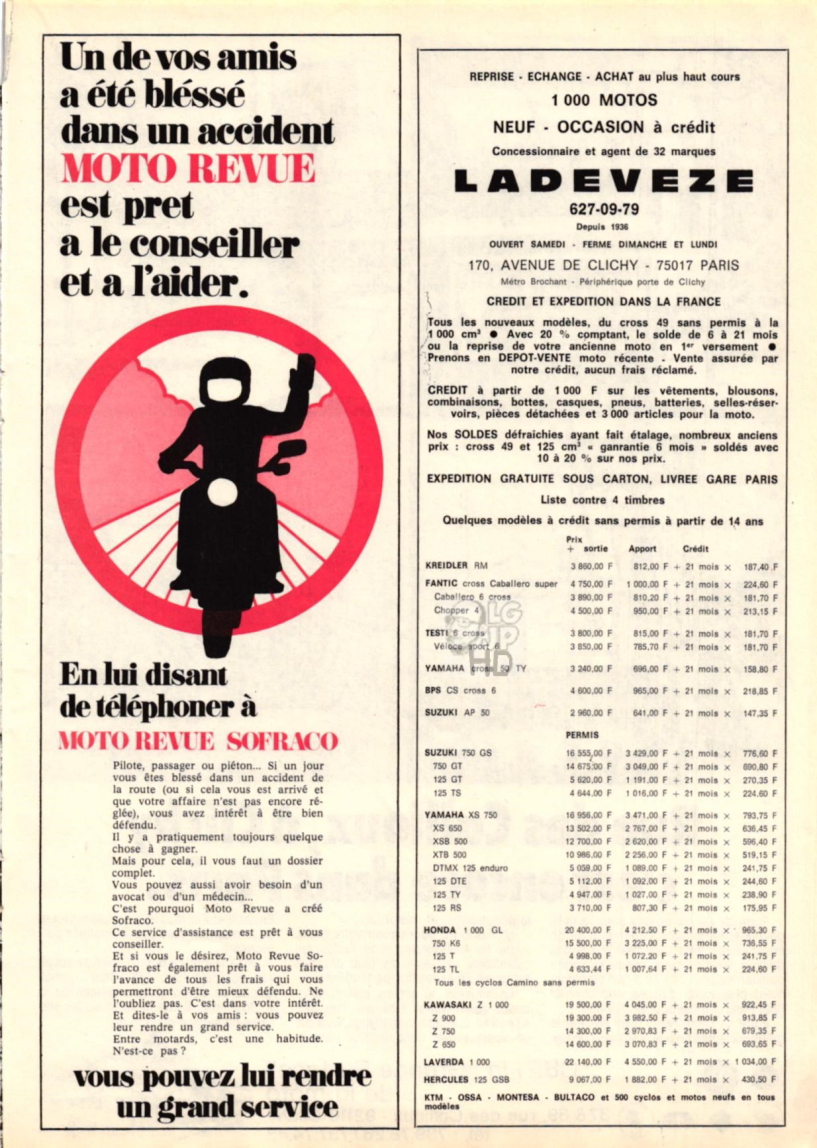 Un de vos amis
a été bléssé
dans un accident
MOTO REVUE
est pret
a le conseiller
et a l'aider.
En lui disant
de téléphoner à
MOTO REVUE SOFRACO
Pilote, passager ou piéton... Si un jour
vous êtes blessé dans un accident de
la route (ou si cela vous est arrivé et
que votre affaire n'est pas encore ré-
glée), vous avez intérêt à être bien
défendu.
Il y a pratiquement toujours quelque
chose à gagner.
Mais pour cela, il vous faut un dossier
complet.
Vous pouvez aussi avoir besoin d'un
avocat ou d'un médecin...
C'est pourquoi Moto Revue a créé
Sofraco.
Ce service d'assistance est prêt à vous
conseiller.
Et si vous le désirez, Moto Revue So-
fraco est également prêt à vous faire
l'avance de tous les frais qui vous
permettront d'être mieux défendu. Ne
l'oubliez pas. C'est dans votre intérêt.
Et dites-le à vos amis : vous pouvez
leur rendre un grand service.
Entre motards, c'est une habitude.
N'est-ce pas ?
vous pouvez lui rendre
un grand service
REPRISE - ECHANGE - ACHAT au plus haut cours
1 000 MOTOS
NEUF - OCCASION à crédit
Concessionnaire et agent de 32 marques
LADEVEZE
627-09-79
Depuis 1936
OUVERT SAMEDI - FERME DIMANCHE ET LUNDI
170, AVENUE DE CLICHY - 75017 PARIS
Métro Brochant - Périphérique porte de Clichy
CREDIT ET EXPEDITION DANS LA FRANCE
Tous les nouveaux modèles, du cross 49 sans permis à la
1 000 cm³ ● Avec 20 % comptant, le solde de 6 à 21 mois
ou la reprise de votre ancienne moto en 1er versement ●
Prenons en DEPOT-VENTE moto récente - Vente assurée par
notre crédit, aucun frais réclamé.
CREDIT à partir de 1 000 F sur les vêtements, blousons,
combinaisons, bottes, casques, pneus, batteries, selles-réser-
voirs, pièces détachées et 3 000 articles pour la moto.
Nos SOLDES défraichies ayant fait étalage, nombreux anciens
prix : cross 49 et 125 cm³ « ganrantie 6 mois » soldés avec
10 à 20 % sur nos prix.
EXPEDITION GRATUITE SOUS CARTON, LIVREE GARE PARIS
Liste contre 4 timbres
Quelques modèles à crédit sans permis à partir de 14 ans
Prix
+ sortie Apport Crédit
KREIDLER RM 3 860,00 F 812,00 F + 21 mois × 187,40 F
FANTIC cross Caballero super 4 750,00 F 1 000,00 F + 21 mois × 224,60 F
Caballero 6 cross 3 890,00 F 810,20 F + 21 mois × 181,70 F
Chopper 4 4 500,00 F 950,00 F + 21 mois × 213,15 F
TESTI 6 cross 3 800,00 F 815,00 F + 21 mois × 181,70 F
Véloce sport 6 3 850,00 F 785,70 F + 21 mois × 181,70 F
YAMAHA cross TY 3 240,00 F 696,00 F + 21 mois × 158,80 F
BPS CS cross 6 4 600,00 F 965,00 F + 21 mois × 218,85 F
SUZUKI AP 50 2 960,00 F 641,00 F + 21 mois × 147,35 F
PERMIS
SUZUKI 750 GS 16 555,00 F 3 429,00 F + 21 mois × 776,60 F
750 GT 14 675,00 F 3 049,00 F + 21 mois × 690,80 F
125 GT 5 620,00 F 1 191,00 F + 21 mois × 270,35 F
125 TS 4 644,00 F 1 016,00 F + 21 mois × 224,60 F
YAMAHA XS 750 16 956,00 F 3 471,00 F + 21 mois × 793,75 F
XS 650 13 502,00 F 2 767,00 F + 21 mois × 636,45 F
XSB 500 12 700,00 F 2 620,00 F + 21 mois × 596,40 F
XTB 500 10 986,00 F 2 256,00 F + 21 mois × 519,15 F
DTMX 125 enduro 5 059,00 F 1 089,00 F + 21 mois × 241,75 F
125 DTE 5 112,00 F 1 092,00 F + 21 mois × 244,60 F
125 TY 4 947,00 F 1 027,00 F + 21 mois × 238,90 F
125 RS 3 710,00 F 807,30 F + 21 mois × 175,95 F
HONDA 1 000 GL 20 400,00 F 4 212,50 F + 21 mois × 965,30 F
750 K6 15 500,00 F 3 225,00 F + 21 mois × 736,55 F
125 T 4 998,00 F 1 072,20 F + 21 mois × 241,75 F
125 TL 4 633,44 F 1 007,64 F + 21 mois × 224,60 F
Tous les cyclos Camino sans permis
KAWASAKI Z 1 000 19 500,00 F 4 045,00 F + 21 mois × 922,45 F
Z 900 19 300,00 F 3 982,50 F + 21 mois × 913,85 F
Z 750 14 300,00 F 2 970,83 F + 21 mois × 679,35 F
Z 650 14 600,00 F 3 070,83 F + 21 mois × 693,65 F
LAVERDA 1 000 22 140,00 F 4 550,00 F + 21 mois × 1 034,00 F
HERCULES 125 GSB 9 067,00 F 1 882,00 F + 21 mois × 430,50 F
KTM - OSSA - MONTESA - BULTACO et 500 cyclos et motos neufs en tous
modèles